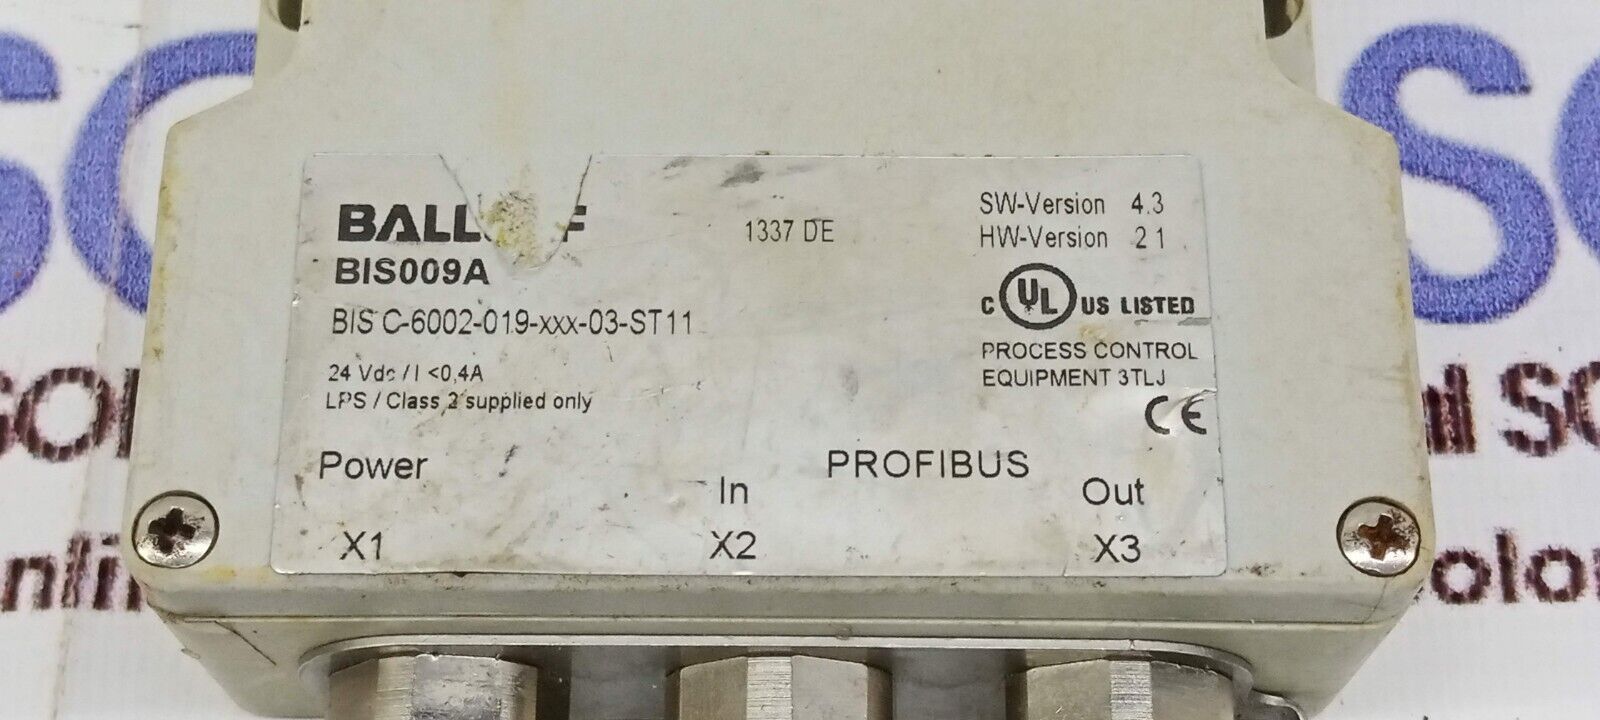 BALLUFF
1337 DE
SW-Version 4.3
HW-Version 2.1
BIS009A
BIS C-6002-019-xxx-03-ST11
C UL US LISTED
24 Vdc / I <0,4A
LPS / Class 2 supplied only
PROCESS CONTROL
EQUIPMENT 3TLJ
CE
Power
PROFIBUS
In
Out
X1
X2
X3